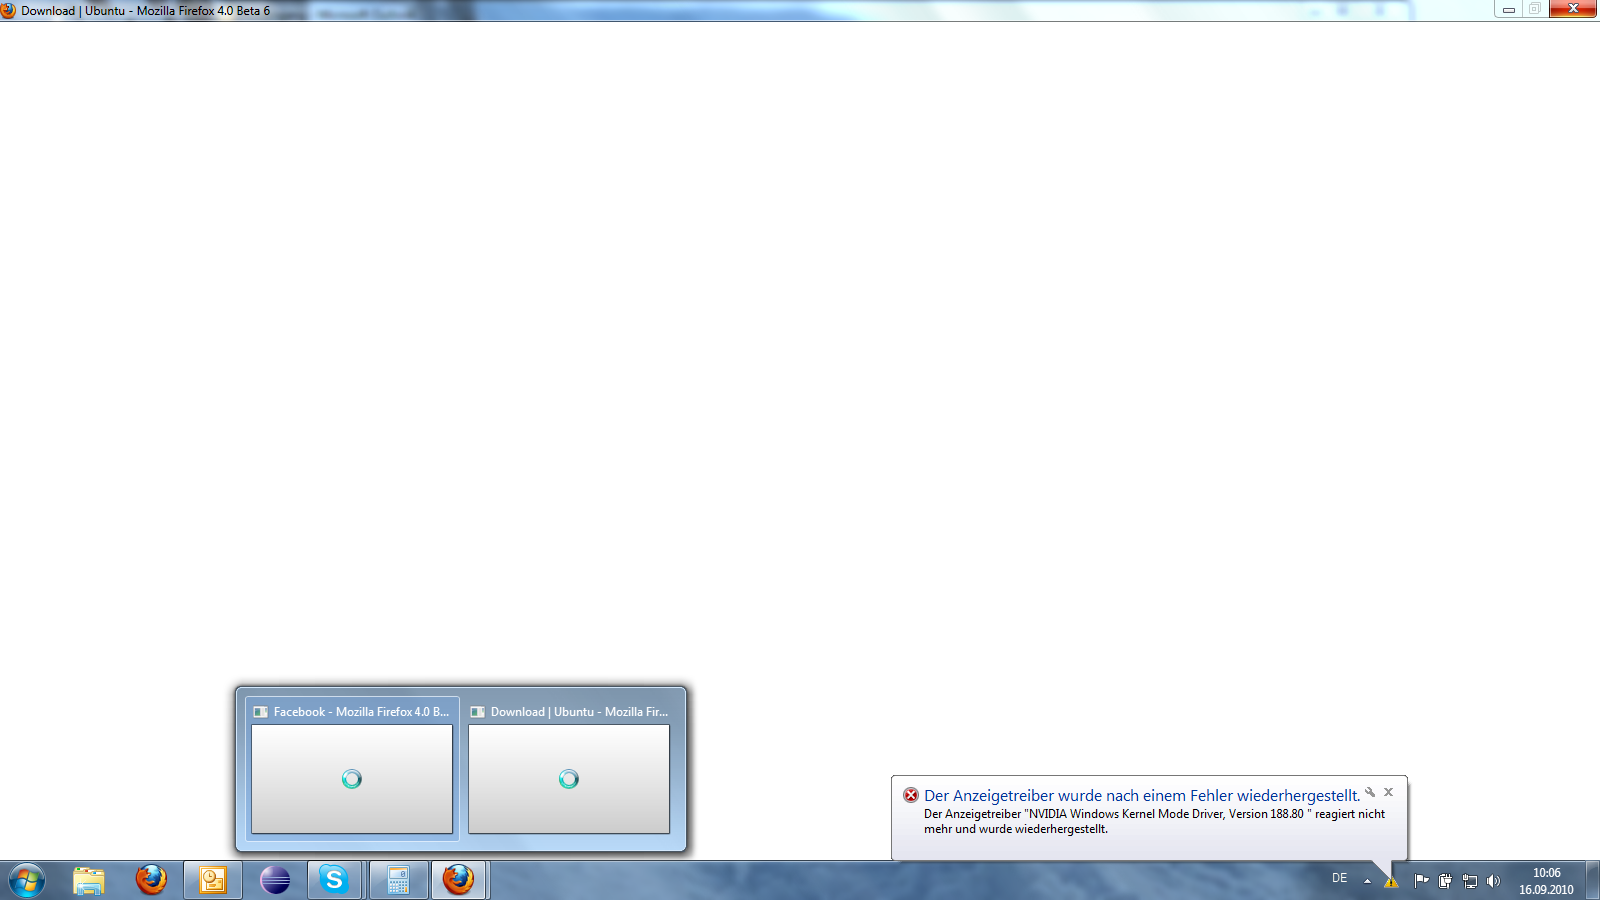 Download | Ubuntu - Mozilla Firefox 4.0 Beta 6
Facebook - Mozilla Firefox 4.0 B...
Download | Ubuntu - Mozilla Fir...
Der Anzeigetreiber wurde nach einem Fehler wiederhergestellt.
Der Anzeigetreiber "NVIDIA Windows Kernel Mode Driver, Version 188.80 " reagiert nicht
mehr und wurde wiederhergestellt.
DE
10:06
16.09.2010